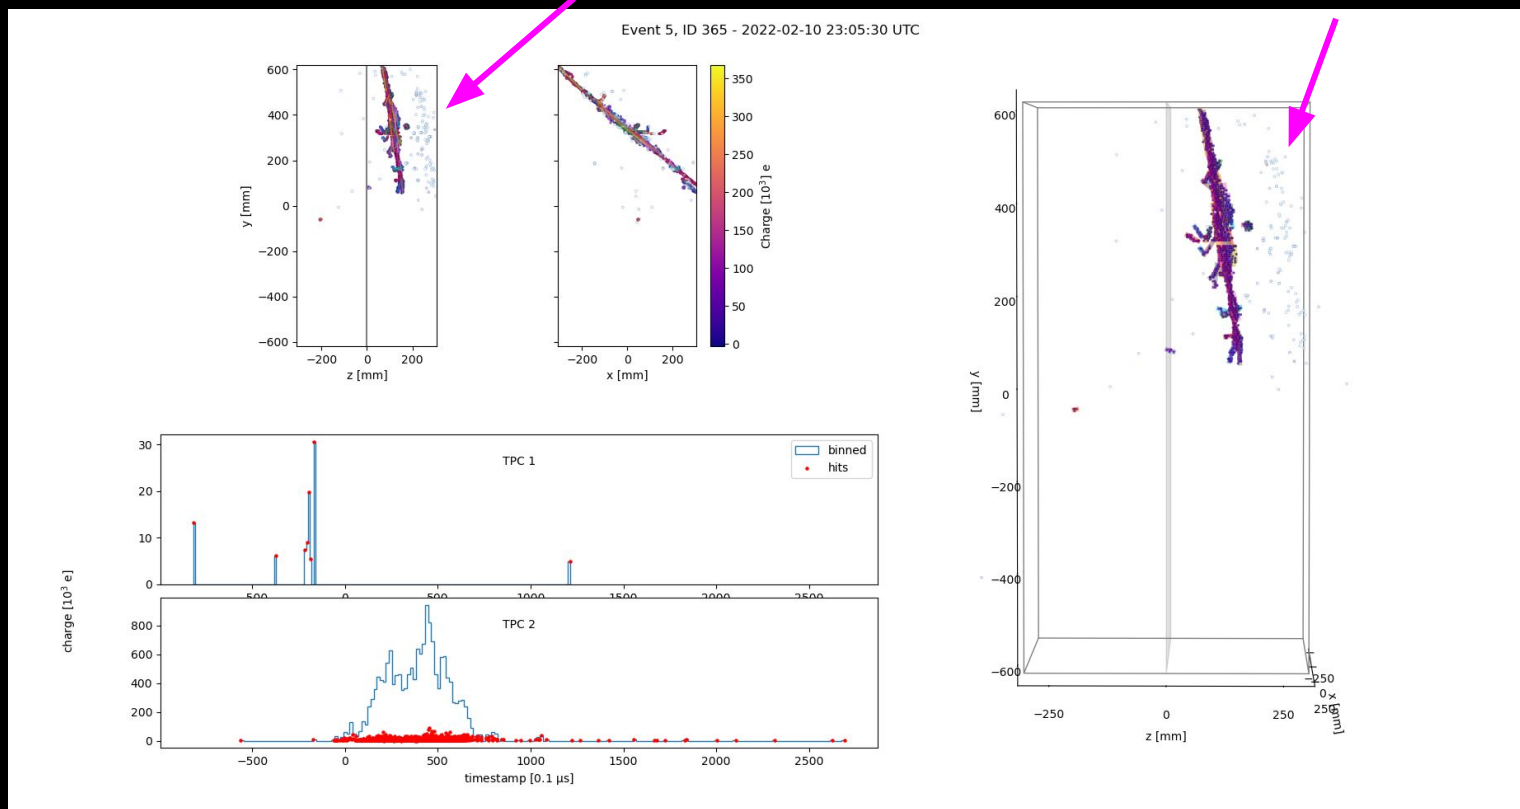 Event 5, ID 365 - 2022-02-10 23:05:30 UTC
600
400
200
0
−200
−400
−600
y [mm]
−200 0 200
z [mm]
−200 0 200
x [mm]
350
300
250
200
150
100
50
0
Charge [10³] e
600
400
200
0
−200
−400
−600
y [mm]
−250 0 250
z [mm]
−250
0
250
x [mm]
charge [10³ e]
30
20
10
0
TPC 1
binned
hits
−500 0 500 1000 1500 2000 2500
800
600
400
200
0
TPC 2
−500 0 500 1000 1500 2000 2500
timestamp [0.1 μs]